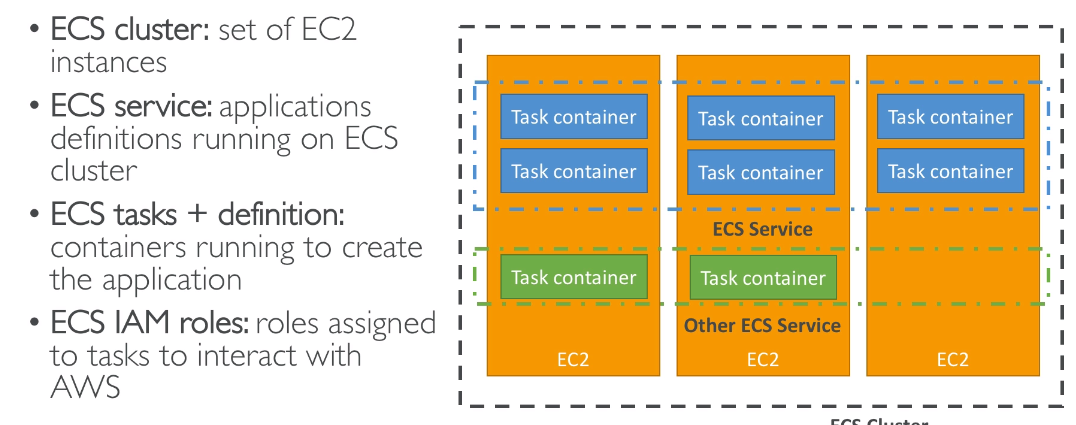 • ECS cluster: set of EC2
instances
• ECS service: applications
definitions running on ECS
cluster
• ECS tasks + definition:
containers running to create
the application
• ECS IAM roles: roles assigned
to tasks to interact with
AWS
Task container
Task container
Task container
Task container
Task container
Task container
ECS Service
Task container
Task container
Other ECS Service
EC2
EC2
EC2
ECS Cluster